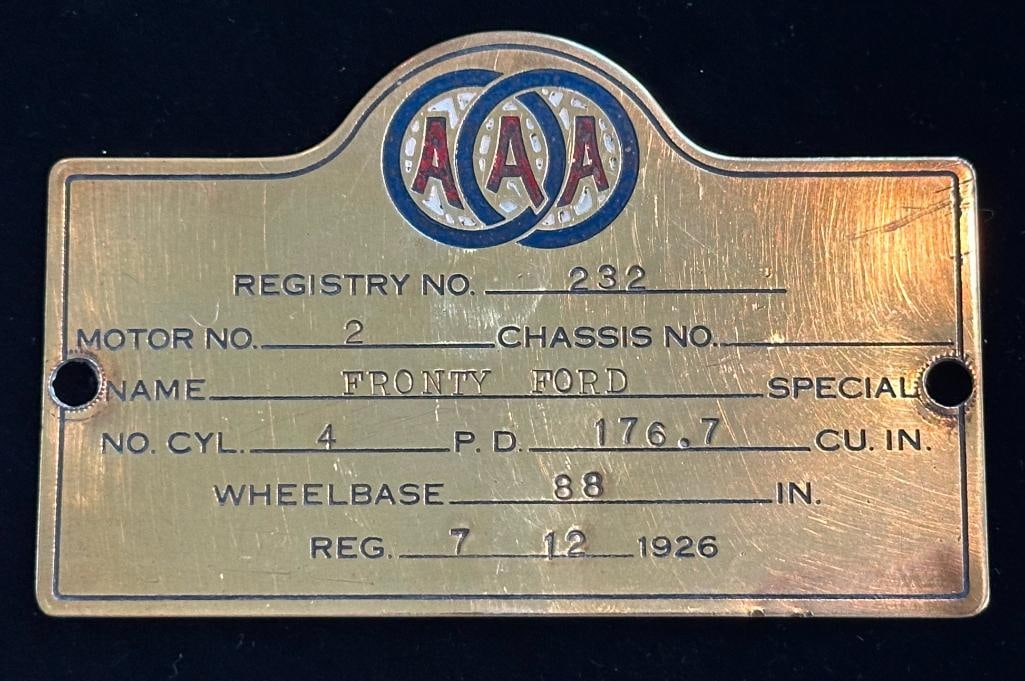 AAA
REGISTRY NO. 232
MOTOR NO. 2 CHASSIS NO.
NAME FRONTY FORD SPECIAL
NO. CYL. 4 P. D. 176.7 CU. IN.
WHEELBASE 88 IN.
REG. 7 12 1926